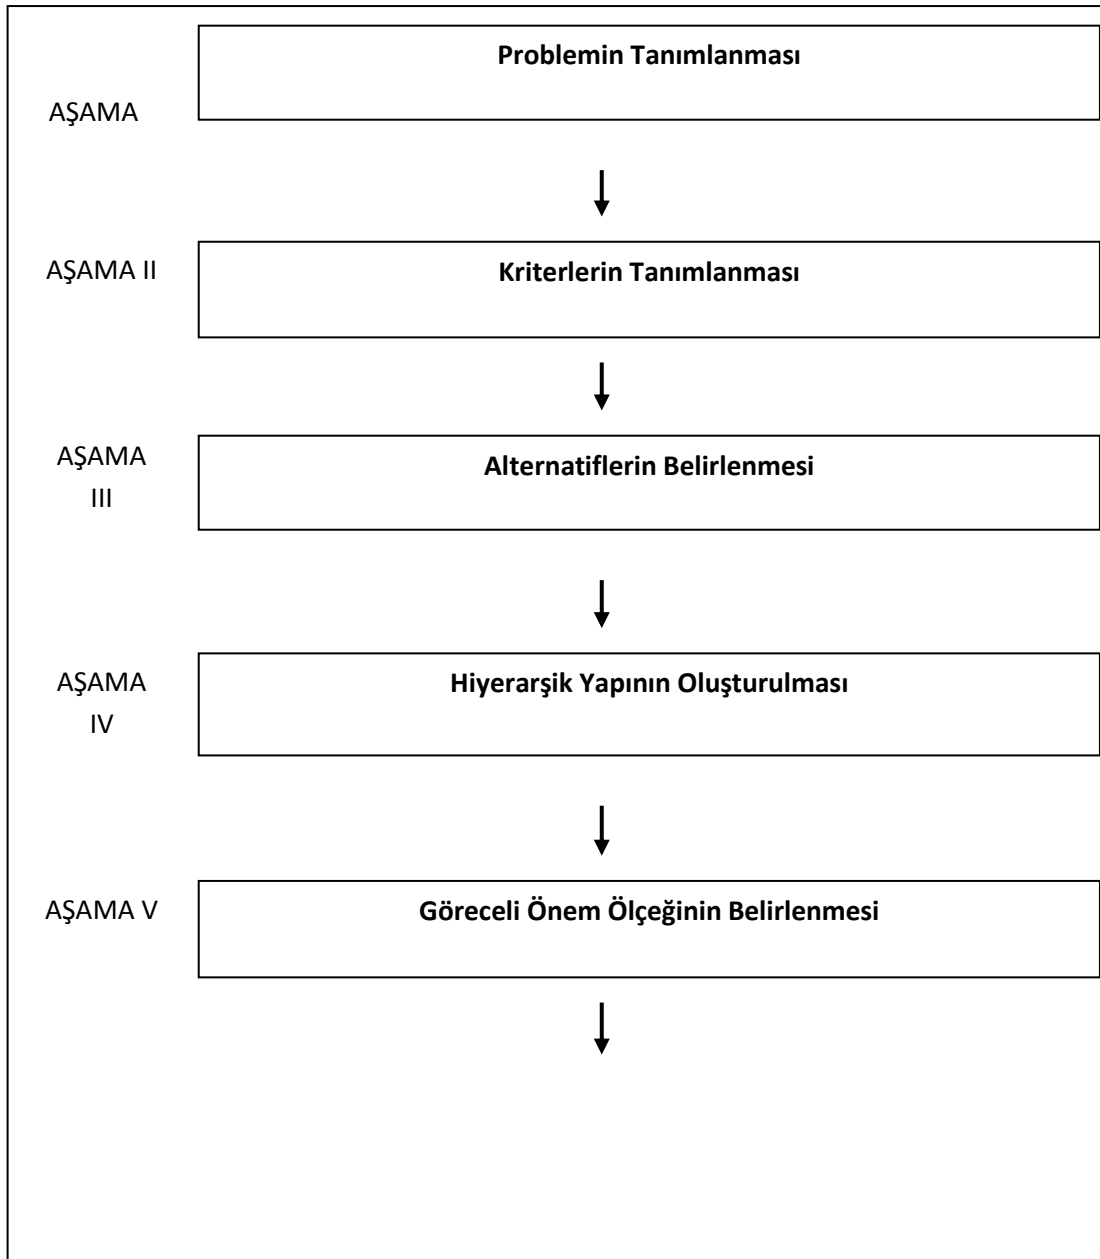 Problemin Tanımlanması
AŞAMA
AŞAMA II
Kriterlerin Tanımlanması
AŞAMA
III
Alternatiflerin Belirlenmesi
AŞAMA
IV
Hiyerarşik Yapının Oluşturulması
AŞAMA V
Göreceli Önem Ölçeğinin Belirlenmesi